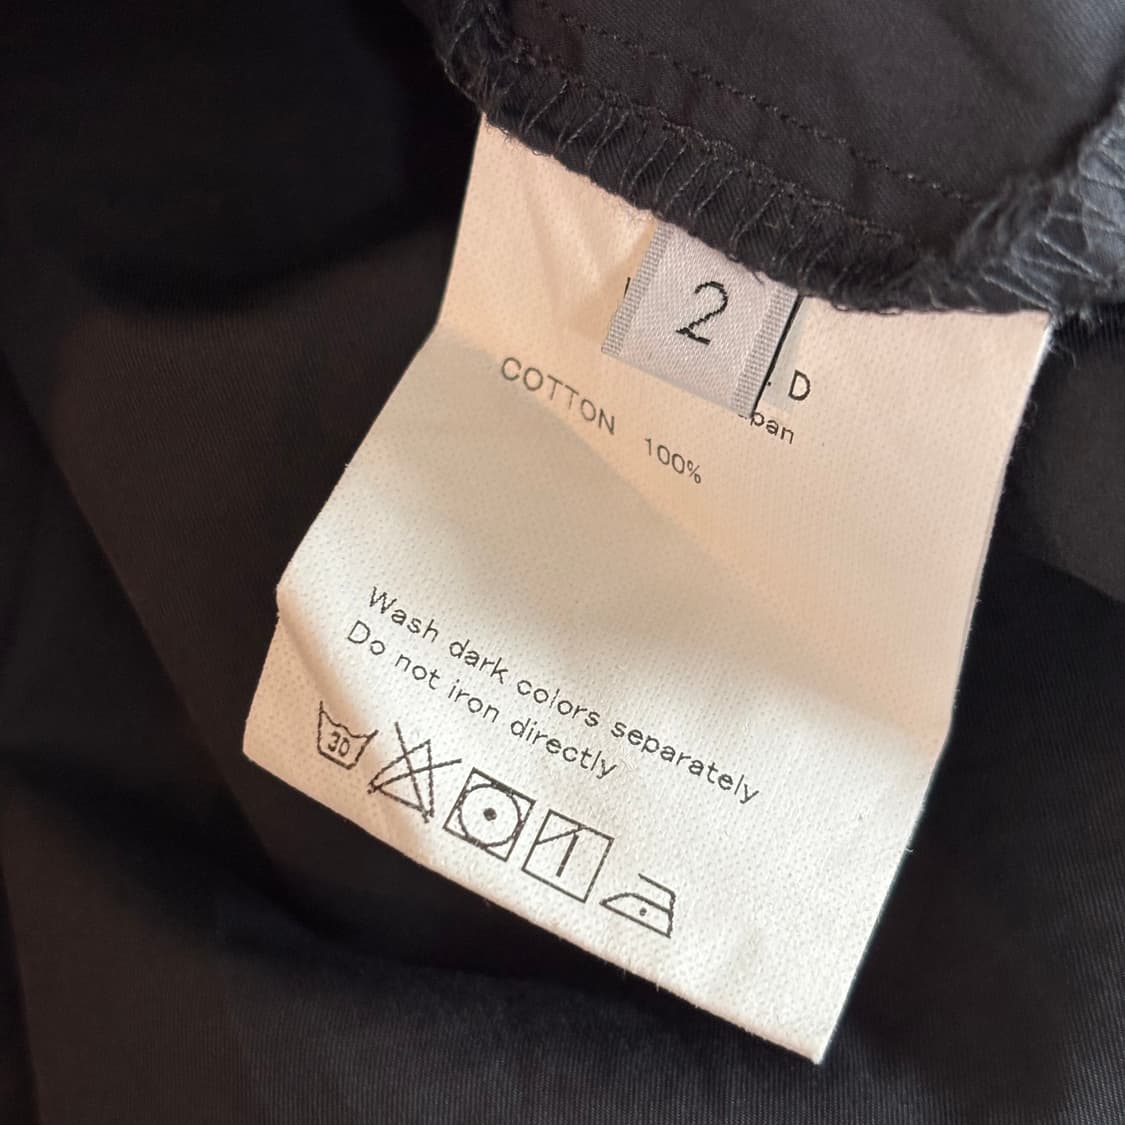 2
D
COTTON 100%
Wash dark colors separately
Do not iron directly
30